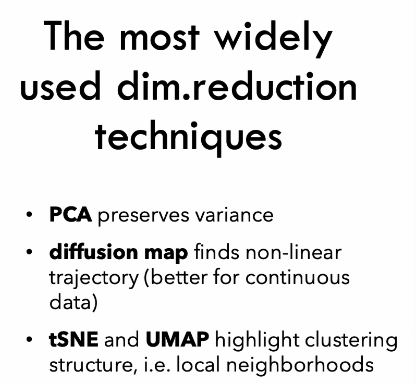 The most widely
used dim.reduction
techniques
• PCA preserves variance
• diffusion map finds non-linear
trajectory (better for continuous
data)
• tSNE and UMAP highlight clustering
structure, i.e. local neighborhoods